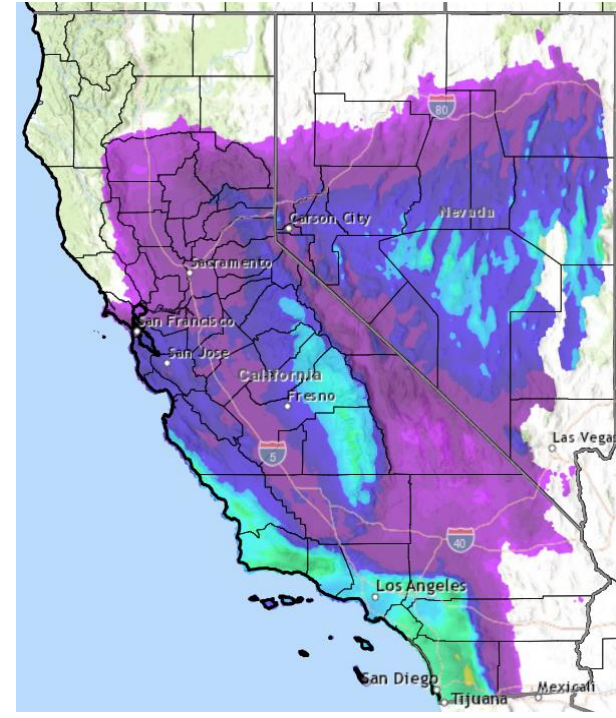 80
Carson City
Nevada
Sacramento
San Francisco
San Jose
California
Fresno
Las Vegas
5
40
Los Angeles
San Diego
Mexicali
Tijuana